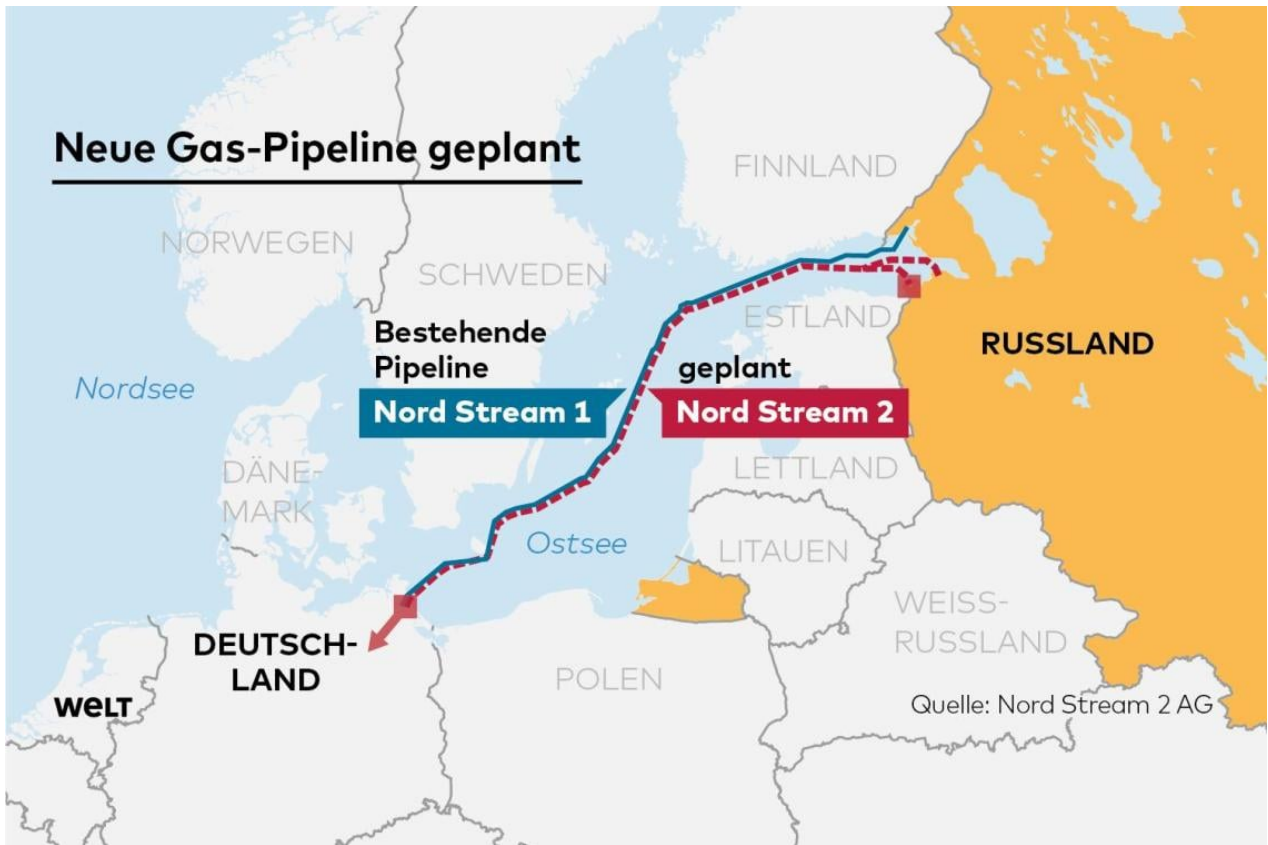 Neue Gas-Pipeline geplant
FINNLAND
NORWEGEN
SCHWEDEN
ESTLAND
RUSSLAND
Bestehende
Pipeline
Nord Stream 1
geplant
Nord Stream 2
Nordsee
DÄNE-
MARK
LETTLAND
Ostsee
LITAUEN
WEISS-
RUSSLAND
DEUTSCH-
LAND
POLEN
WELT
Quelle: Nord Stream 2 AG